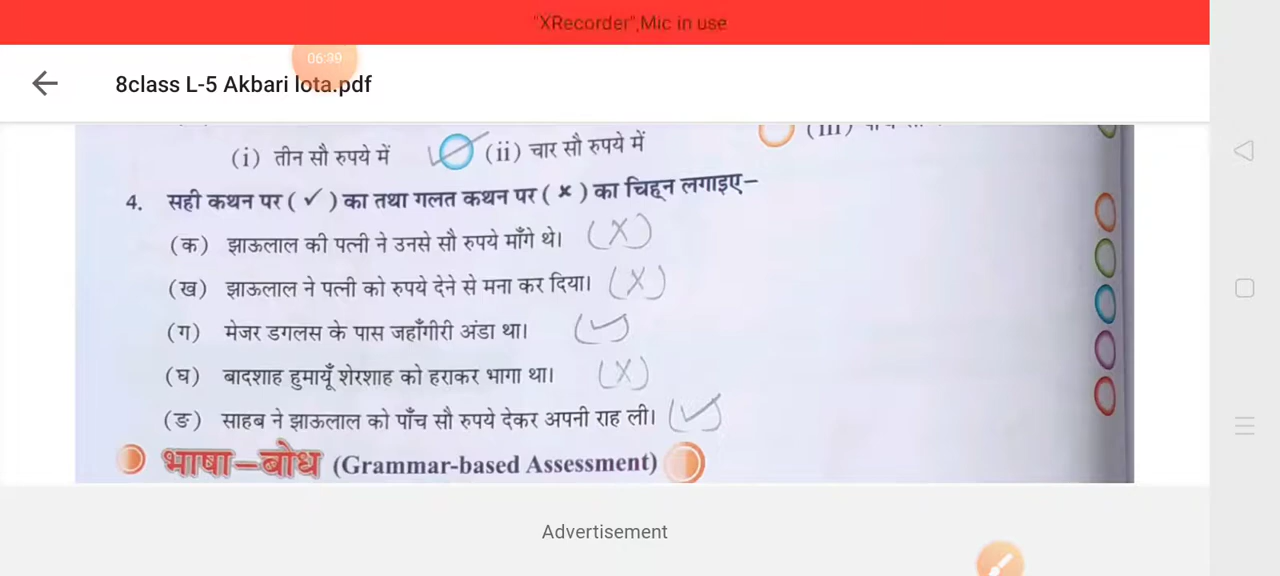 "XRecorder",Mic in use
06:39
8class L-5 Akbari lota.pdf
(i) तीन सौ रुपये में (ii) चार सौ रुपये में (iii)
4. सही कथन पर ( ✓ ) का तथा गलत कथन पर ( × ) का चिह्न लगाइए–
(क) झाऊलाल की पत्नी ने उनसे सौ रुपये माँगे थे। (X)
(ख) झाऊलाल ने पत्नी को रुपये देने से मना कर दिया। (X)
(ग) मेजर डगलस के पास जहाँगीरी अंडा था। (✓)
(घ) बादशाह हुमायूँ शेरशाह को हराकर भागा था। (X)
(ङ) साहब ने झाऊलाल को पाँच सौ रुपये देकर अपनी राह ली। (✓)
भाषा–बोध (Grammar-based Assessment)
Advertisement